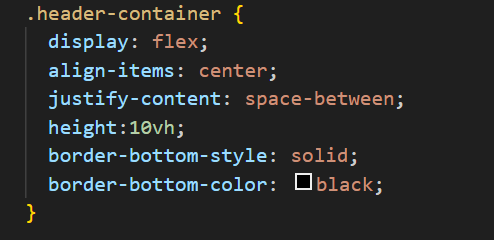 .header-container {
display: flex;
align-items: center;
justify-content: space-between;
height:10vh;
border-bottom-style: solid;
border-bottom-color: black;
}